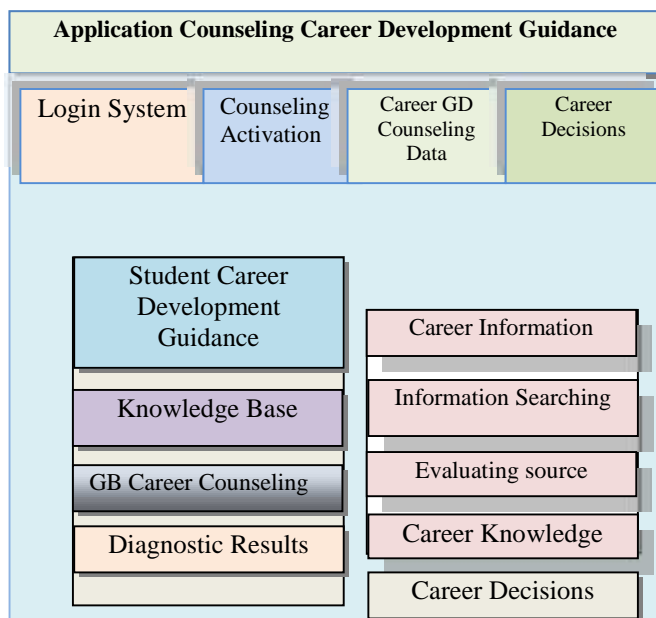 Application Counseling Career Development Guidance
Login System
Counseling
Activation
Career GD
Counseling
Data
Career
Decisions
Student Career
Development
Guidance
Knowledge Base
GB Career Counseling
Diagnostic Results
Career Information
Information Searching
Evaluating source
Career Knowledge
Career Decisions